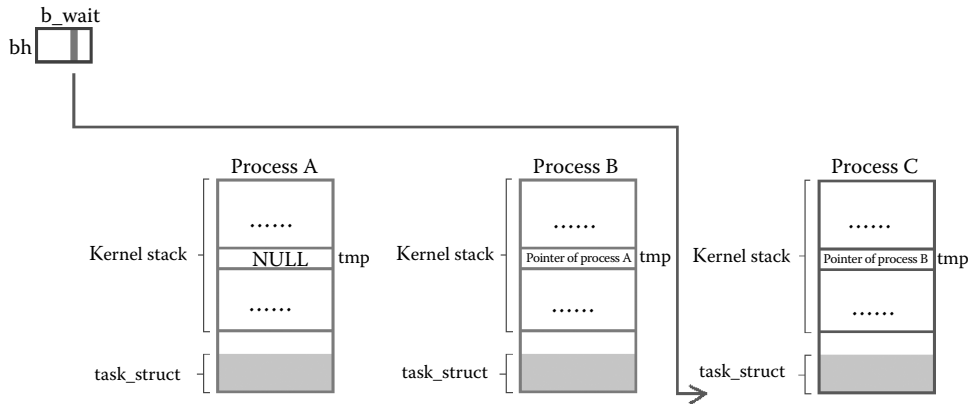 b_wait
bh
Process A
Process B
Process C
......
......
......
Kernel stack
NULL
tmp
Kernel stack
Pointer of process A
tmp
Kernel stack
Pointer of process B
tmp
......
......
......
task_struct
task_struct
task_struct